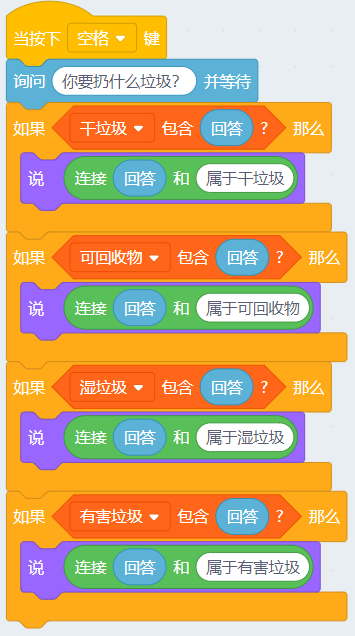 当按下 空格 键
询问 你要扔什么垃圾? 并等待
如果 干垃圾 包含 回答 ? 那么
说 连接 回答 和 属于干垃圾
如果 可回收物 包含 回答 ? 那么
说 连接 回答 和 属于可回收物
如果 湿垃圾 包含 回答 ? 那么
说 连接 回答 和 属于湿垃圾
如果 有害垃圾 包含 回答 ? 那么
说 连接 回答 和 属于有害垃圾